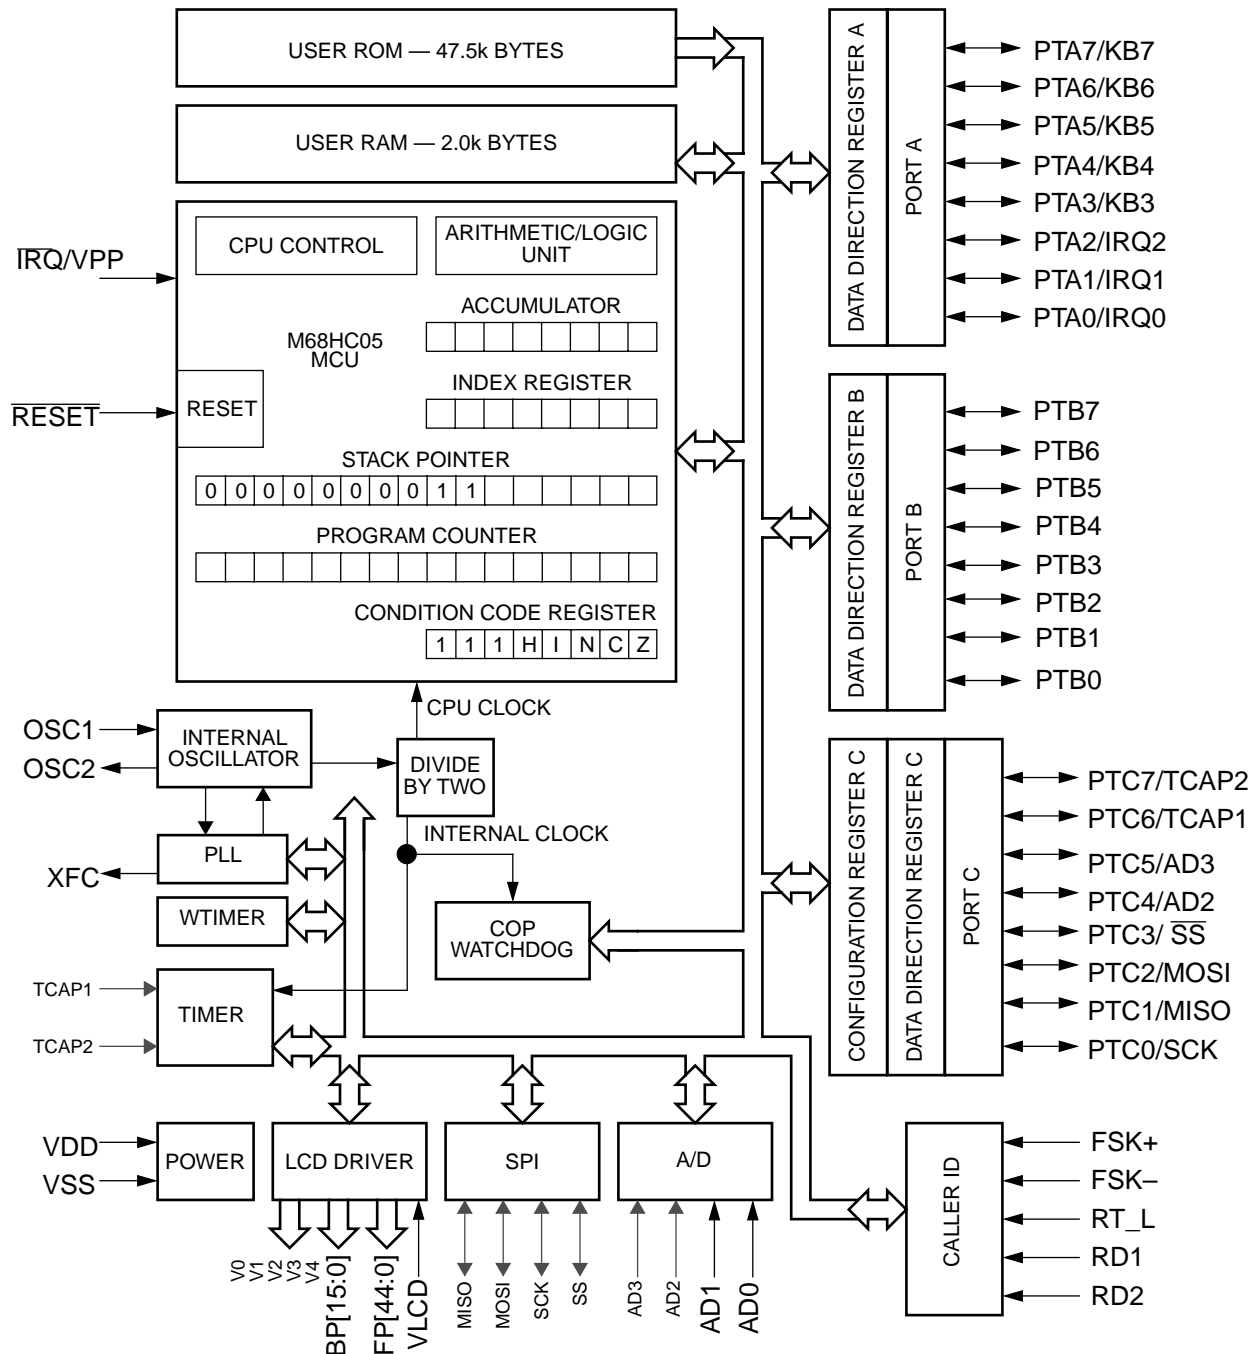 USER ROM — 47.5k BYTES
USER RAM — 2.0k BYTES
IRQ/VPP
RESET
CPU CONTROL
ARITHMETIC/LOGIC
UNIT
ACCUMULATOR
M68HC05
MCU
INDEX REGISTER
RESET
STACK POINTER
0 0 0 0 0 0 0 0 1 1
PROGRAM COUNTER
CONDITION CODE REGISTER
1 1 1 H I N C Z
CPU CLOCK
OSC1
OSC2
INTERNAL
OSCILLATOR
DIVIDE
BY TWO
INTERNAL CLOCK
XFC
PLL
WTIMER
COP
WATCHDOG
TCAP1
TCAP2
TIMER
VDD
VSS
POWER
LCD DRIVER
SPI
A/D
V0
V1
V2
V3
V4
BP[15:0]
FP[44:0]
VLCD
MISO
MOSI
SCK
SS
AD3
AD2
AD1
AD0
DATA DIRECTION REGISTER A
PORT A
PTA7/KB7
PTA6/KB6
PTA5/KB5
PTA4/KB4
PTA3/KB3
PTA2/IRQ2
PTA1/IRQ1
PTA0/IRQ0
DATA DIRECTION REGISTER B
PORT B
PTB7
PTB6
PTB5
PTB4
PTB3
PTB2
PTB1
PTB0
CONFIGURATION REGISTER C
DATA DIRECTION REGISTER C
PORT C
PTC7/TCAP2
PTC6/TCAP1
PTC5/AD3
PTC4/AD2
PTC3/ SS
PTC2/MOSI
PTC1/MISO
PTC0/SCK
CALLER ID
FSK+
FSK–
RT_L
RD1
RD2